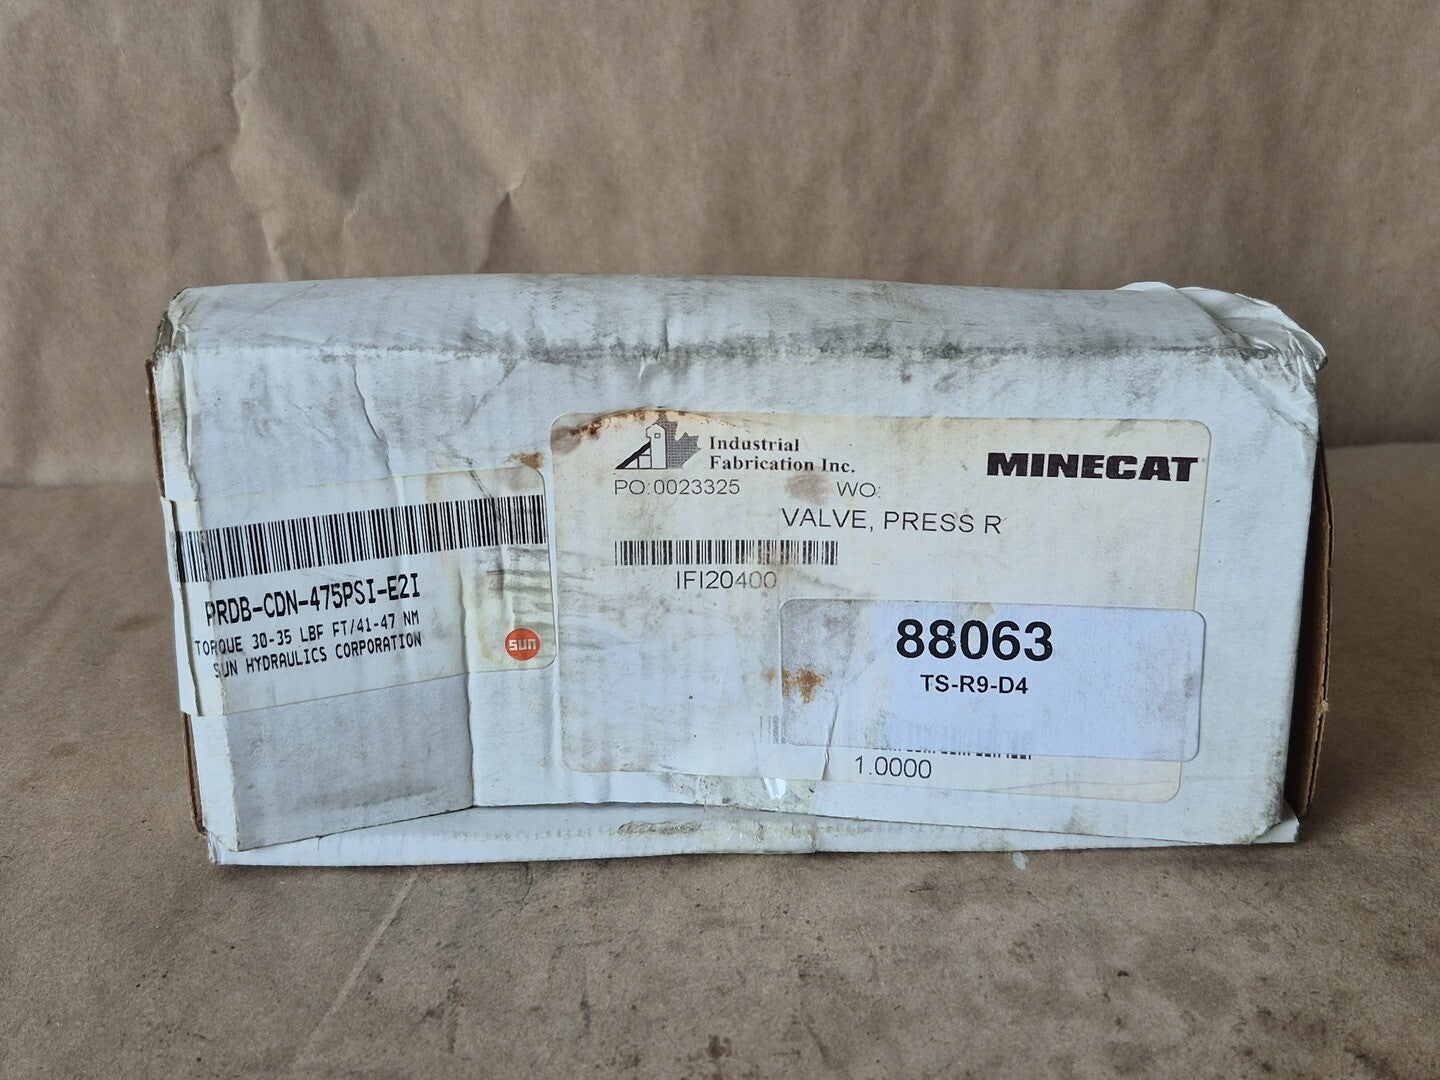 PRDB-CDN-475PSI-E2I
TORQUE 30-35 LBF FT/41-47 NM
SUN HYDRAULICS CORPORATION
sun
Industrial
Fabrication Inc.
MINECAT
PO:0023325 WO:
VALVE, PRESS R
IFI20400
88063
TS-R9-D4
1.0000